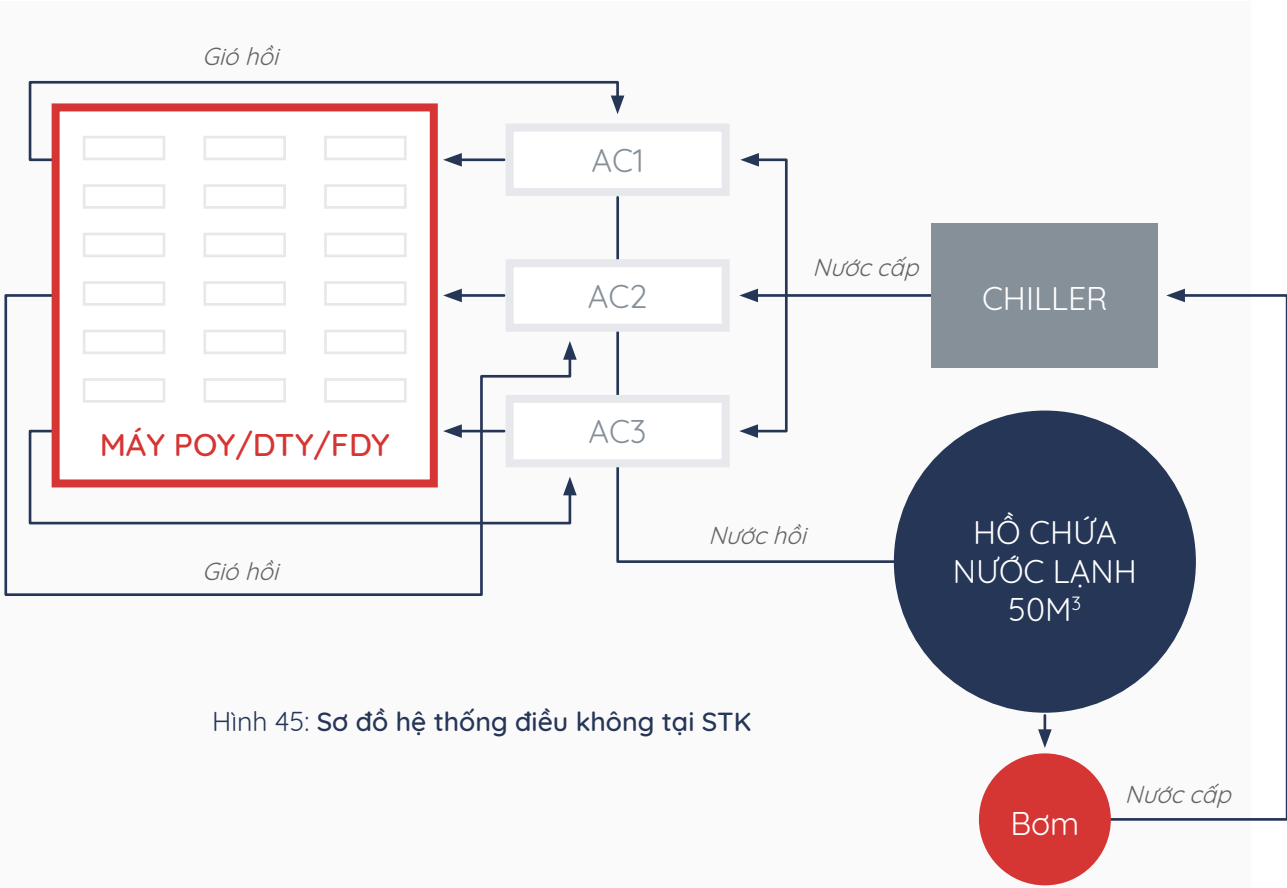 Gió hồi
AC1
AC2
Nước cấp
CHILLER
AC3
MÁY POY/DTY/FDY
Nước hồi
HỒ CHỨA
NƯỚC LẠNH
50M³
Gió hồi
Hình 45: Sơ đồ hệ thống điều không tại STK
Nước cấp
Bơm